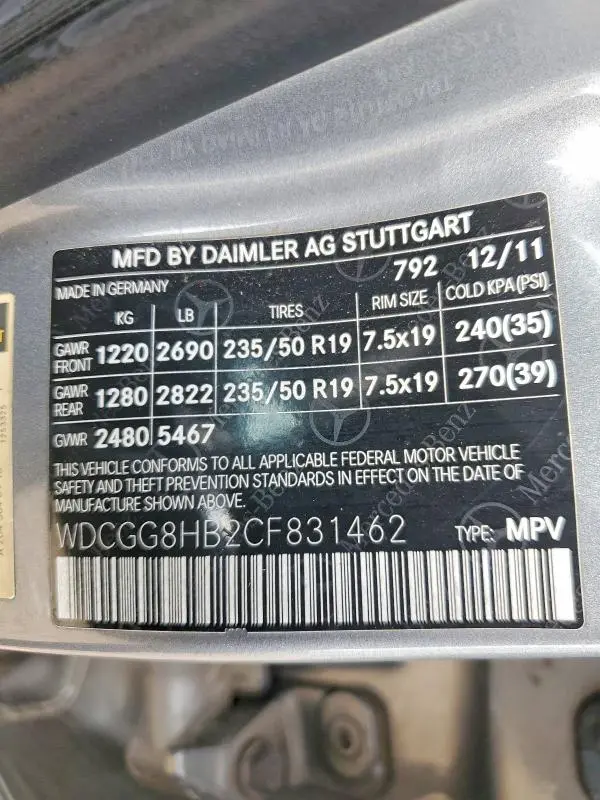 MFD BY DAIMLER AG STUTTGART
MADE IN GERMANY 792 12/11
KG LB TIRES RIM SIZE COLD KPA(PSI)
GAWR FRONT 1220 2690 235/50 R19 7.5x19 240(35)
GAWR REAR 1280 2822 235/50 R19 7.5x19 270(39)
GVWR 2480 5467
THIS VEHICLE CONFORMS TO ALL APPLICABLE FEDERAL MOTOR VEHICLE
SAFETY AND THEFT PREVENTION STANDARDS IN EFFECT ON THE DATE OF
MANUFACTURE SHOWN ABOVE.
WDCGG8HB2CF831462 TYPE: MPV
Mercedes-Benz